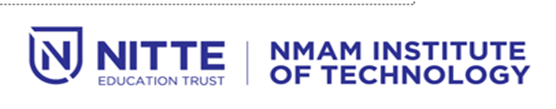 N NITTE
EDUCATION TRUST
NMAM INSTITUTE
OF TECHNOLOGY